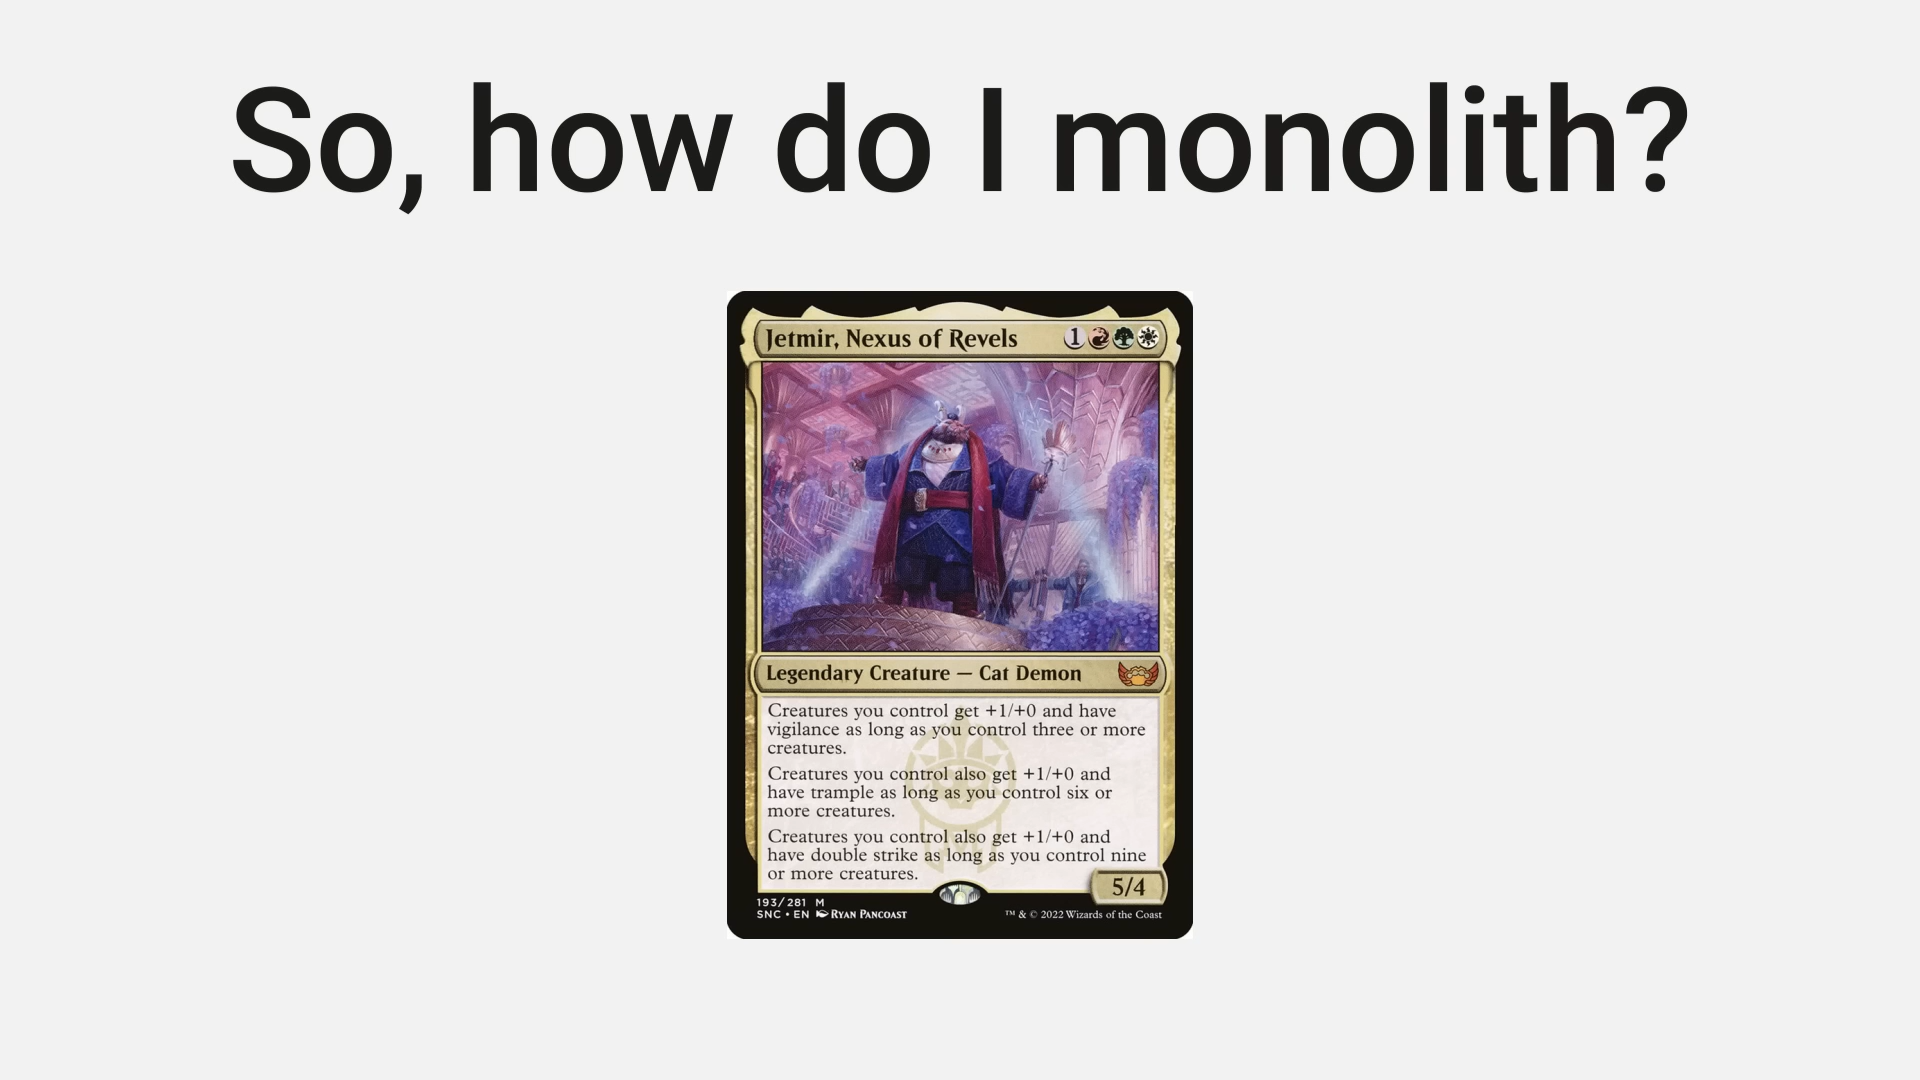 So, how do I monolith?
Jetmir, Nexus of Revels 1
Legendary Creature — Cat Demon
Creatures you control get +1/+0 and have
vigilance as long as you control three or more
creatures.
Creatures you control also get +1/+0 and
have trample as long as you control six or
more creatures.
Creatures you control also get +1/+0 and
have double strike as long as you control nine
or more creatures.
5/4
193/281 M
SNC • EN RYAN PANCOAST
™ & © 2022 Wizards of the Coast